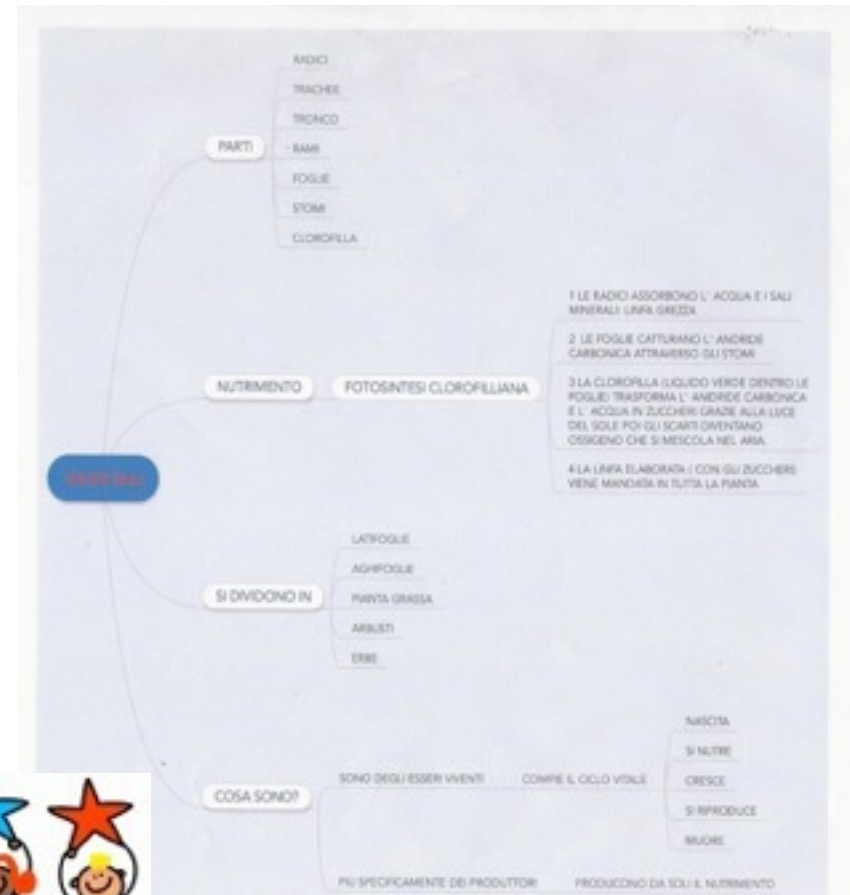 PARTI
RADICI
TRACHEE
TRONCO
RAMI
FOGLIE
STOMI
CLOROFILLA
NUTRIMENTO
FOTOSINTESI CLOROFILLIANA
1 LE RADICI ASSORBONO L' ACQUA E I SALI
MINERALI: LINFA GREZZA
2 LE FOGLIE CATTURANO L' ANIDRIDE
CARBONICA ATTRAVERSO GLI STOMI
3 LA CLOROFILLA (LIQUIDO VERDE DENTRO LE
FOGLIE) TRASFORMA L' ANIDRIDE CARBONICA
E L' ACQUA IN ZUCCHERI GRAZIE ALLA LUCE
DEL SOLE POI GLI SCARTI DIVENTANO
OSSIGENO CHE SI MESCOLA NEL ARIA.
4 LA LINFA ELABORATA ( CON GLI ZUCCHERI)
VIENE MANDATA IN TUTTA LA PIANTA
VEGETALI
SI DIVIDONO IN
LATIFOGLIE
AGHIFOGLIE
PIANTA GRASSA
ARBUSTI
ERBE
COSA SONO?
SONO DEGLI ESSERI VIVENTI
COMPIE IL CICLO VITALE
NASCITA
SI NUTRE
CRESCE
SI RIPRODUCE
MUORE
PIÙ SPECIFICAMENTE DEI PRODUTTORI
PRODUCONO DA SOLI IL NUTRIMENTO